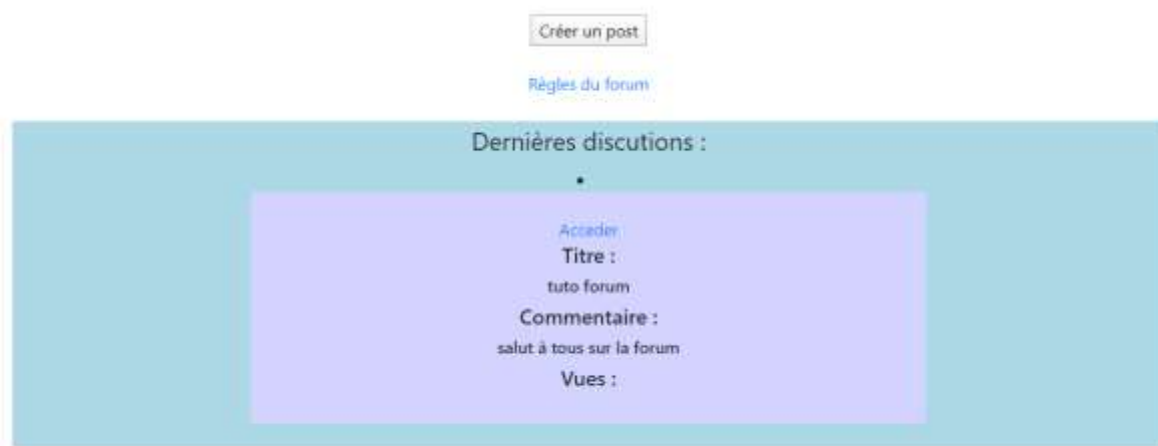 Créer un post
Règles du forum
Dernières discutions :
Acceder
Titre :
tuto forum
Commentaire :
salut à tous sur la forum
Vues :